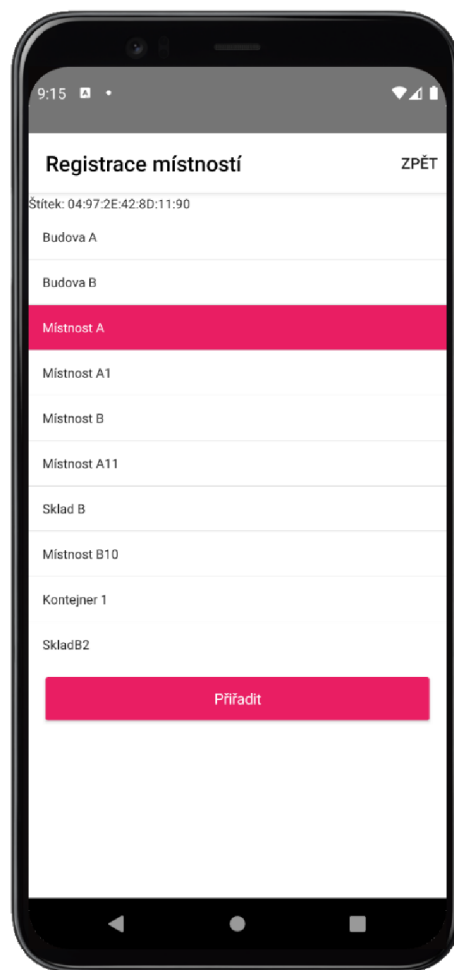 9:15
Registrace místností
ZPĚT
Štítek: 04:97:2E:42:8D:11:90
Budova A
Budova B
Místnost A
Místnost A1
Místnost B
Místnost A11
Sklad B
Místnost B10
Kontejner 1
SkladB2
Přiřadit